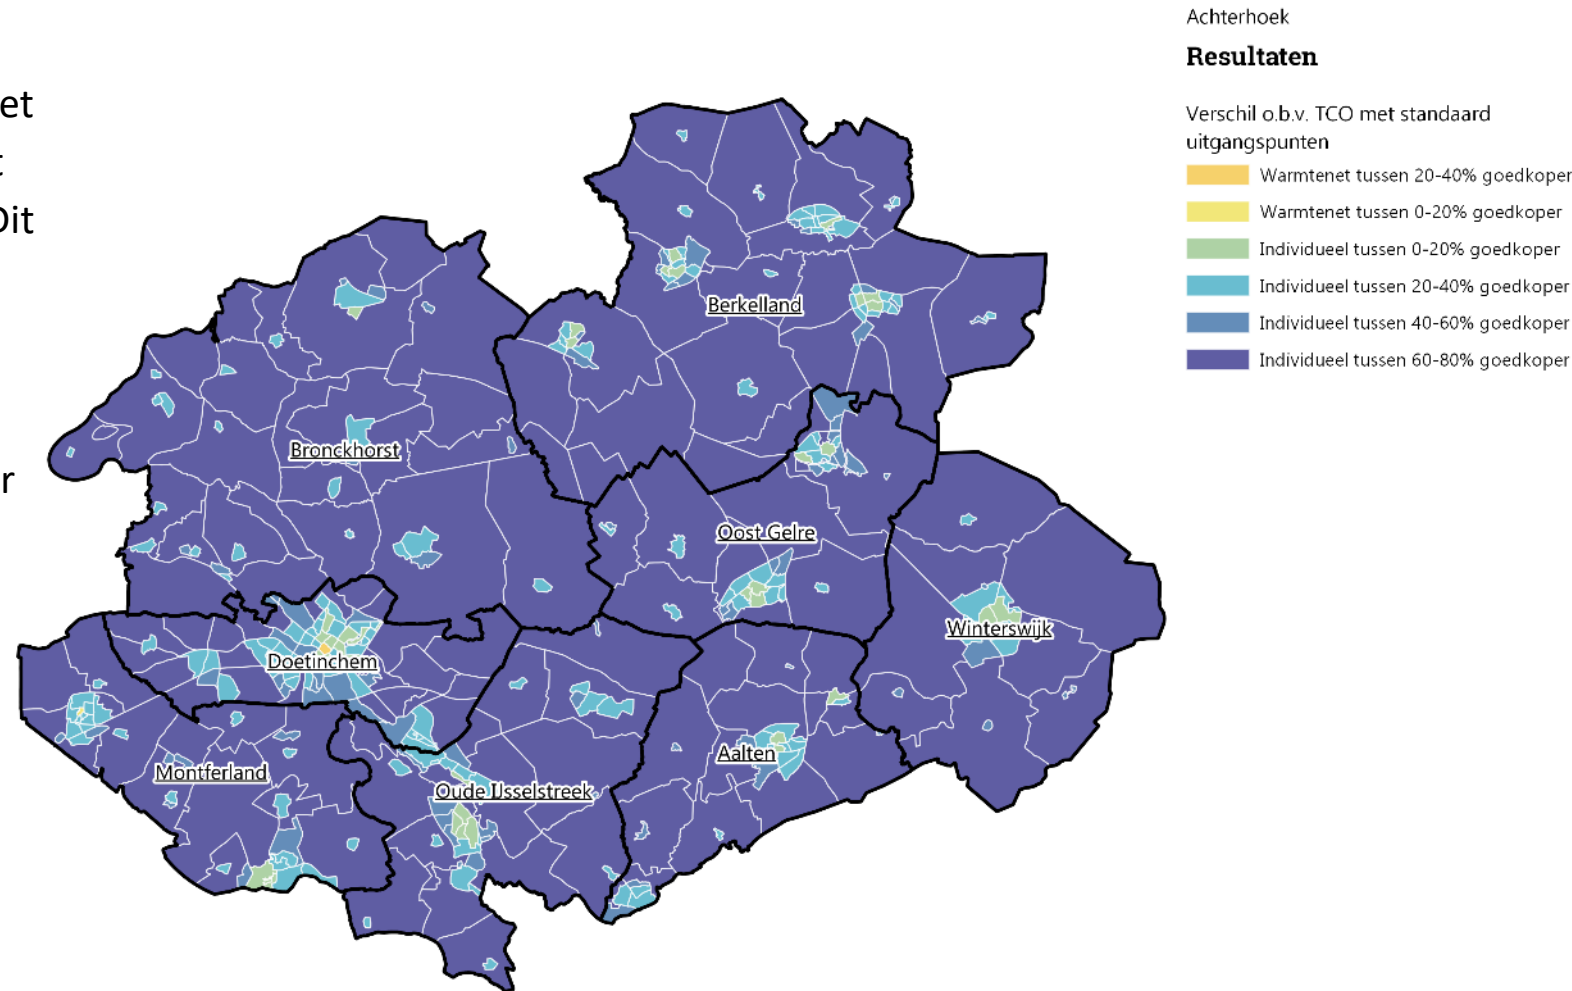 et
t
Dit
r
Achterhoek
Resultaten
Verschil o.b.v. TCO met standaard
uitgangspunten
Warmtenet tussen 20-40% goedkoper
Warmtenet tussen 0-20% goedkoper
Individueel tussen 0-20% goedkoper
Individueel tussen 20-40% goedkoper
Individueel tussen 40-60% goedkoper
Individueel tussen 60-80% goedkoper
Berkelland
Bronckhorst
Oost Gelre
Winterswijk
Doetinchem
Aalten
Montferland
Oude IJsselstreek